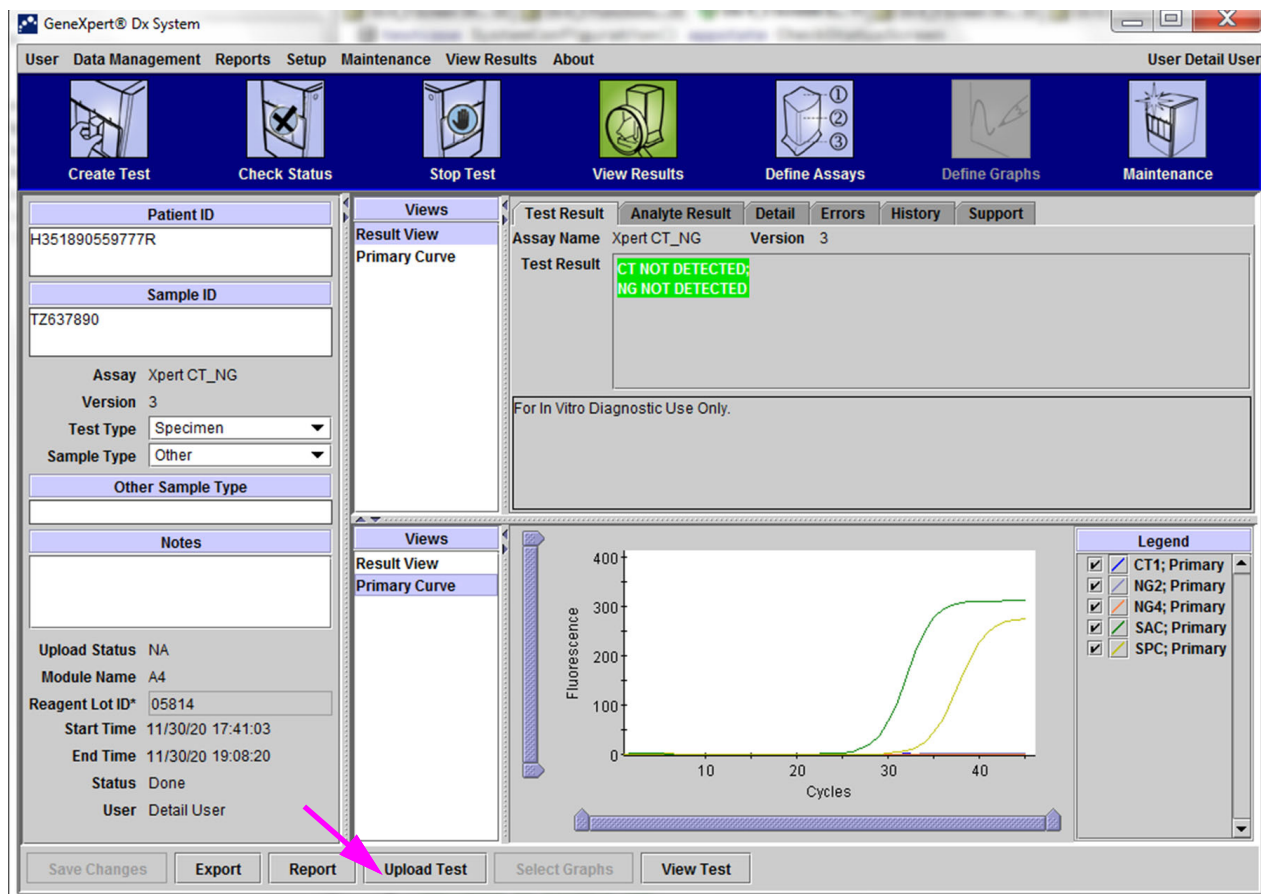 GeneXpert® Dx System
User Data Management Reports Setup Maintenance View Results About User Detail User
Create Test Check Status Stop Test View Results Define Assays Define Graphs Maintenance
Patient ID
H351890559777R
Sample ID
TZ637890
Assay Xpert CT_NG
Version 3
Test Type Specimen
Sample Type Other
Other Sample Type
Notes
Upload Status NA
Module Name A4
Reagent Lot ID* 05814
Start Time 11/30/20 17:41:03
End Time 11/30/20 19:08:20
Status Done
User Detail User
Views
Result View
Primary Curve
Test Result Analyte Result Detail Errors History Support
Assay Name Xpert CT_NG Version 3
Test Result CT NOT DETECTED;
NG NOT DETECTED
For In Vitro Diagnostic Use Only.
Views
Result View
Primary Curve
Fluorescence
400
300
200
100
0
10 20 30 40
Cycles
Legend
CT1; Primary
NG2; Primary
NG4; Primary
SAC; Primary
SPC; Primary
Save Changes Export Report Upload Test Select Graphs View Test